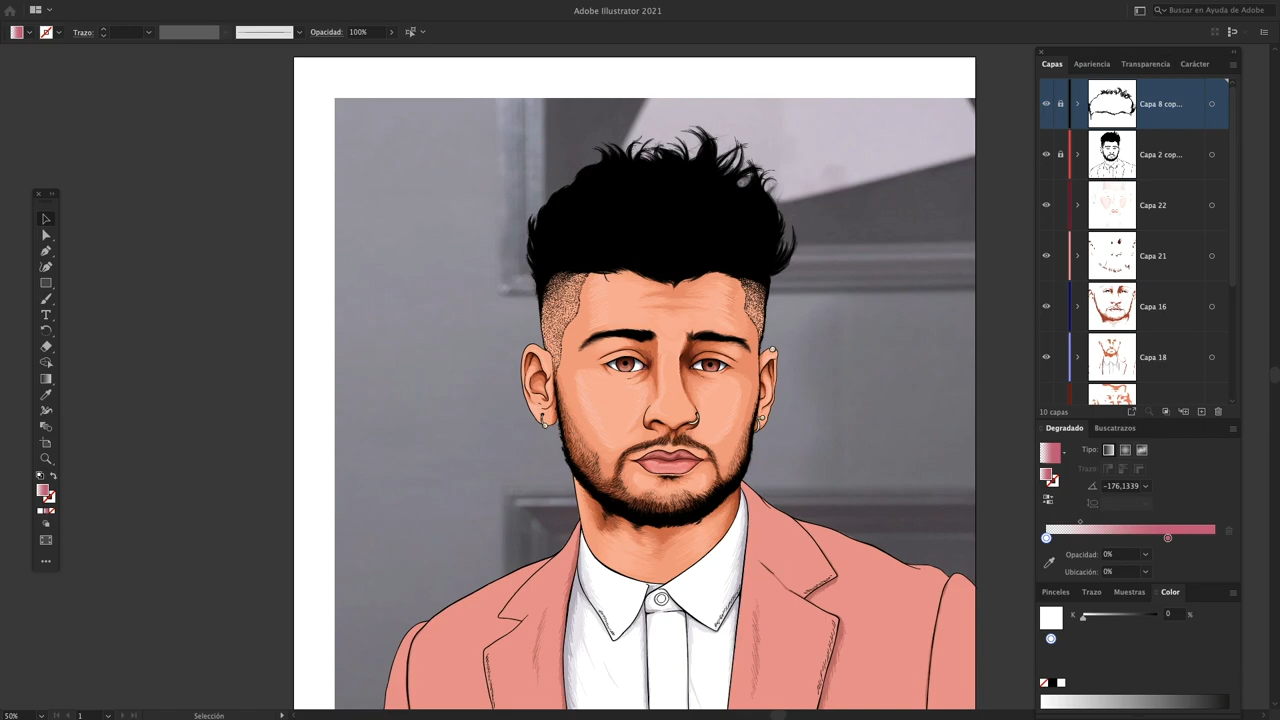 Adobe Illustrator 2021
Buscar en Ayuda de Adobe
Trazo:
Opacidad: 100%
Capas Apariencia Transparencia Carácter
Capa 8 cop...
Capa 2 cop...
Capa 22
Capa 21
Capa 16
Capa 18
10 capas
Degradado Buscatrazos
Tipo:
Trazo:
-176,1339
Opacidad: 0%
Ubicación: 0%
Pinceles Trazo Muestras Color
K 0 %
50% 1 Selección